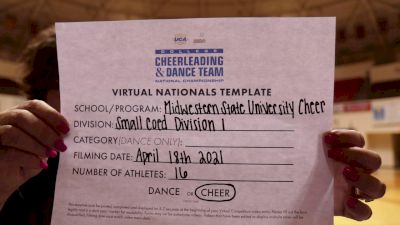 UCA
COLLEGE
CHEERLEADING
& DANCE TEAM
NATIONAL CHAMPIONSHIP
VIRTUAL NATIONALS TEMPLATE
SCHOOL/PROGRAM: Midwestern State University Cheer
DIVISION: Small Coed Division 1
CATEGORY (DANCE ONLY):
FILMING DATE: April 18th 2021
NUMBER OF ATHLETES: 16
DANCE OR CHEER